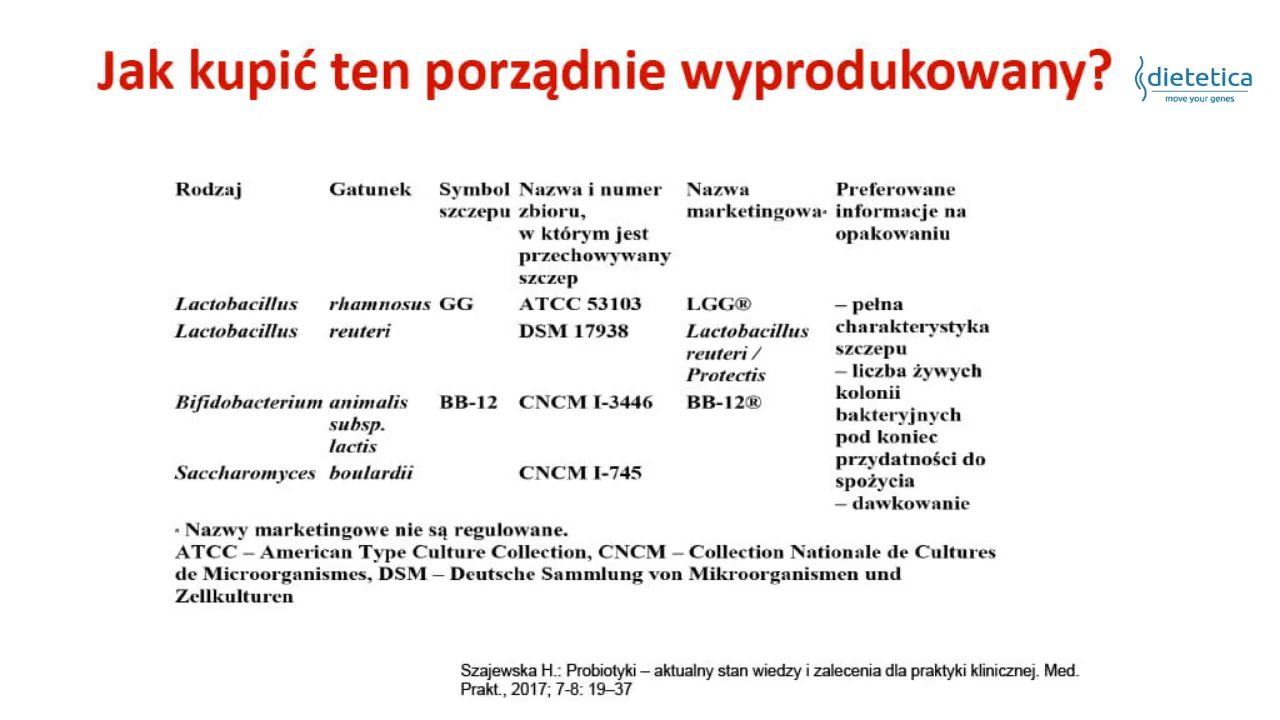 Jak kupić ten porządnie wyprodukowany?
dietetica
move your genes
Rodzaj Gatunek Symbol szczepu Nazwa i numer zbioru, w którym jest przechowywany szczep Nazwa marketingowa* Preferowane informacje na opakowaniu
Lactobacillus rhamnosus GG ATCC 53103 LGG®
Lactobacillus reuteri DSM 17938 Lactobacillus reuteri / Protectis
Bifidobacterium animalis subsp. lactis BB-12 CNCM I-3446 BB-12®
Saccharomyces boulardii CNCM I-745
– pełna
charakterystyka
szczepu
– liczba żywych
kolonii
bakteryjnych
pod koniec
przydatności do
spożycia
– dawkowanie
* Nazwy marketingowe nie są regulowane.
ATCC – American Type Culture Collection, CNCM – Collection Nationale de Cultures
de Microorganismes, DSM – Deutsche Sammlung von Mikroorganismen und
Zellkulturen
Szajewska H.: Probiotyki – aktualny stan wiedzy i zalecenia dla praktyki klinicznej. Med.
Prakt., 2017; 7-8: 19–37